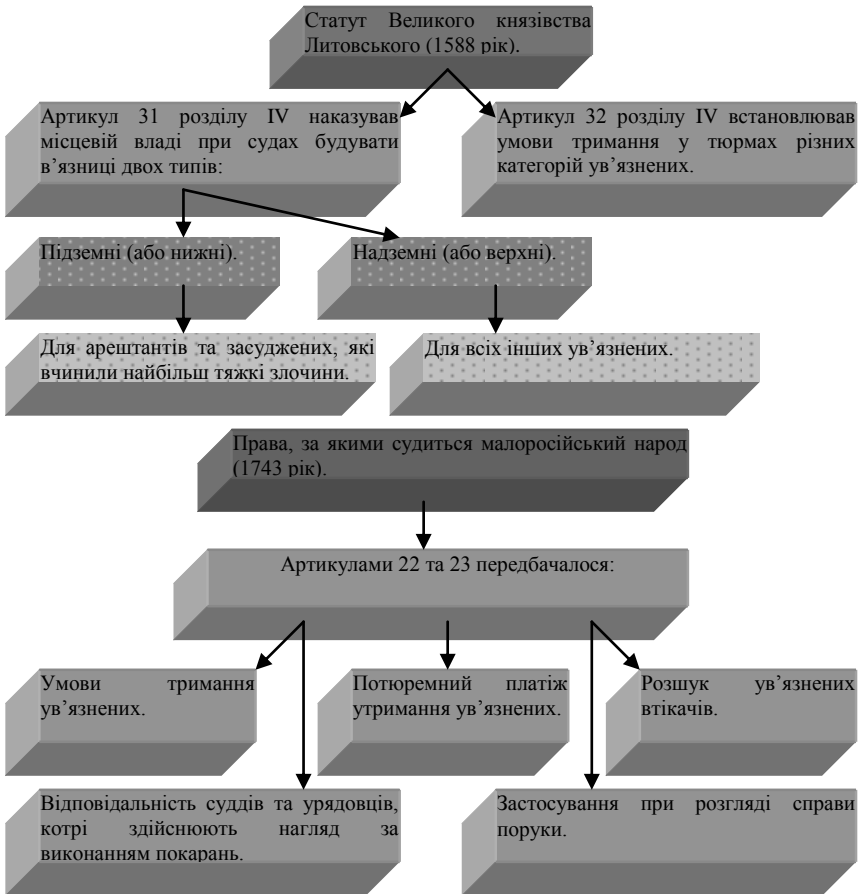 Статут Великого князівства
Литовського (1588 рік).
Артикул 31 розділу IV наказував
місцевій владі при судах будувати
в’язниці двох типів:
Артикул 32 розділу IV встановлював
умови тримання у тюрмах різних
категорій ув’язнених.
Підземні (або нижні).
Надземні (або верхні).
Для арештантів та засуджених, які
вчинили найбільш тяжкі злочини.
Для всіх інших ув’язнених.
Права, за якими судиться малоросійський народ
(1743 рік).
Артикулами 22 та 23 передбачалося:
Умови тримання
ув’язнених.
Потюремний платіж
утримання ув’язнених.
Розшук ув’язнених
втікачів.
Відповідальність суддів та урядовців,
котрі здійснюють нагляд за
виконанням покарань.
Застосування при розгляді справи
поруки.